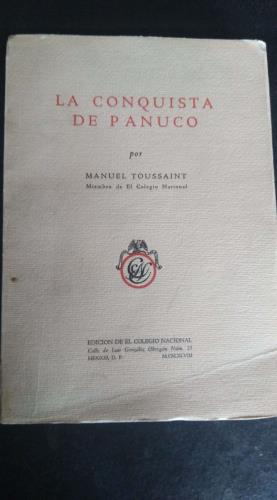 LA CONQUISTA
DE PANUCO
por
MANUEL TOUSSAINT
Miembro de El Colegio Nacional
EDICION DE EL COLEGIO NACIONAL
Calle de Luis González Obregón Núm. 23
MEXICO, D. F. MCMXLVIII